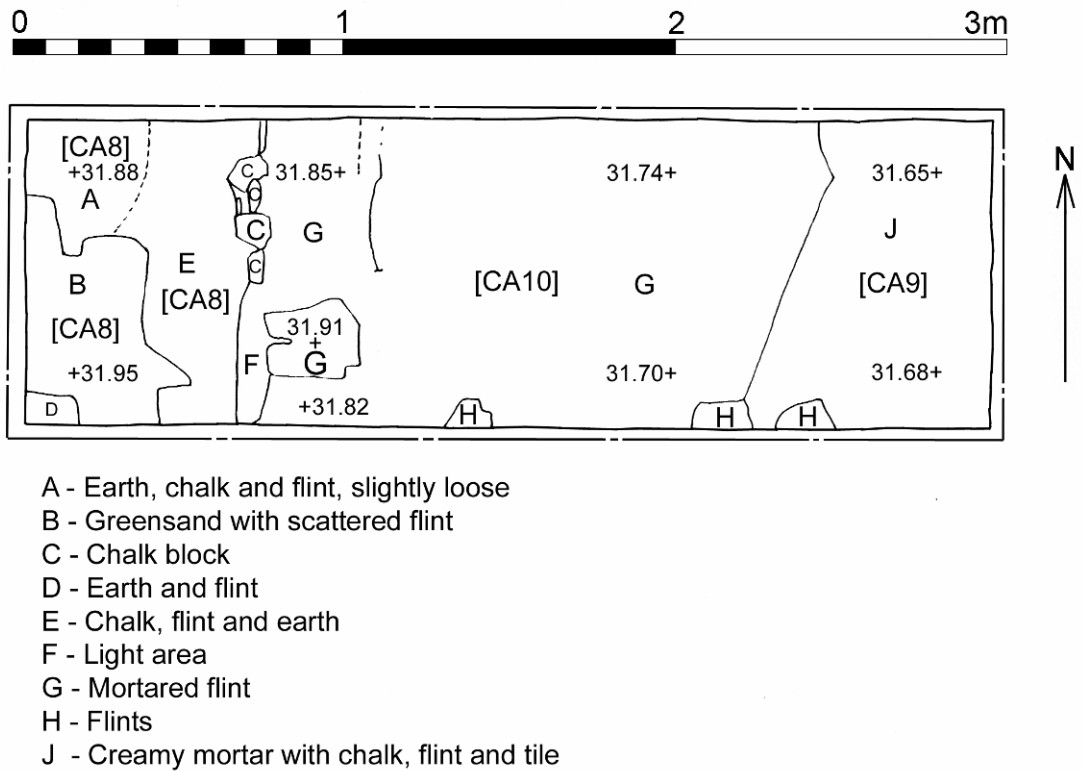 0 1 2 3m
N
[CA8]
+31.88 31.85+ 31.74+ 31.65+
A
C
C
C
C
G
J
E
B
[CA8]
[CA10]
G
[CA9]
[CA8]
31.91
+
G
F
+31.95 31.70+ 31.68+
D
+31.82
H
H
H
A - Earth, chalk and flint, slightly loose
B - Greensand with scattered flint
C - Chalk block
D - Earth and flint
E - Chalk, flint and earth
F - Light area
G - Mortared flint
H - Flints
J - Creamy mortar with chalk, flint and tile